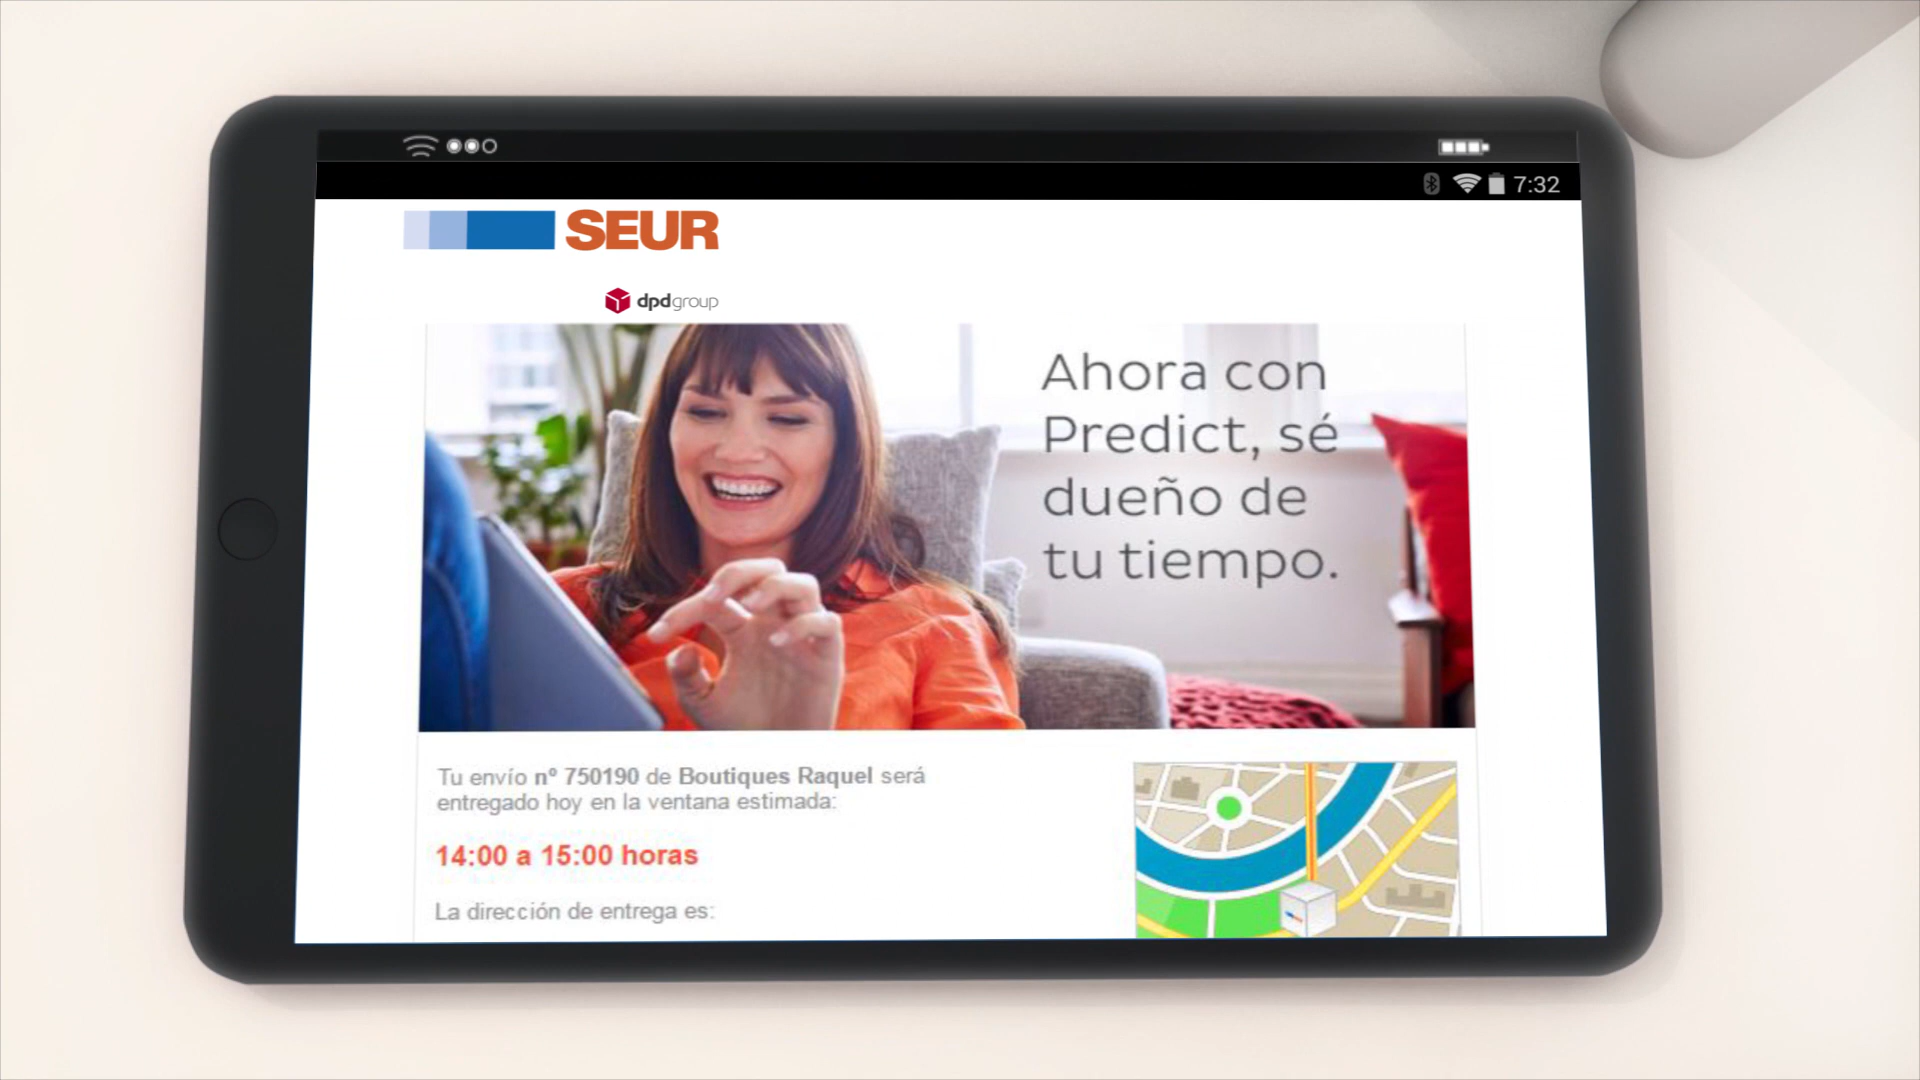 7:32
SEUR
dpdgroup
Ahora con
Predict, sé
dueño de
tu tiempo.
Tu envío nº 750190 de Boutiques Raquel será
entregado hoy en la ventana estimada:
14:00 a 15:00 horas
La dirección de entrega es: